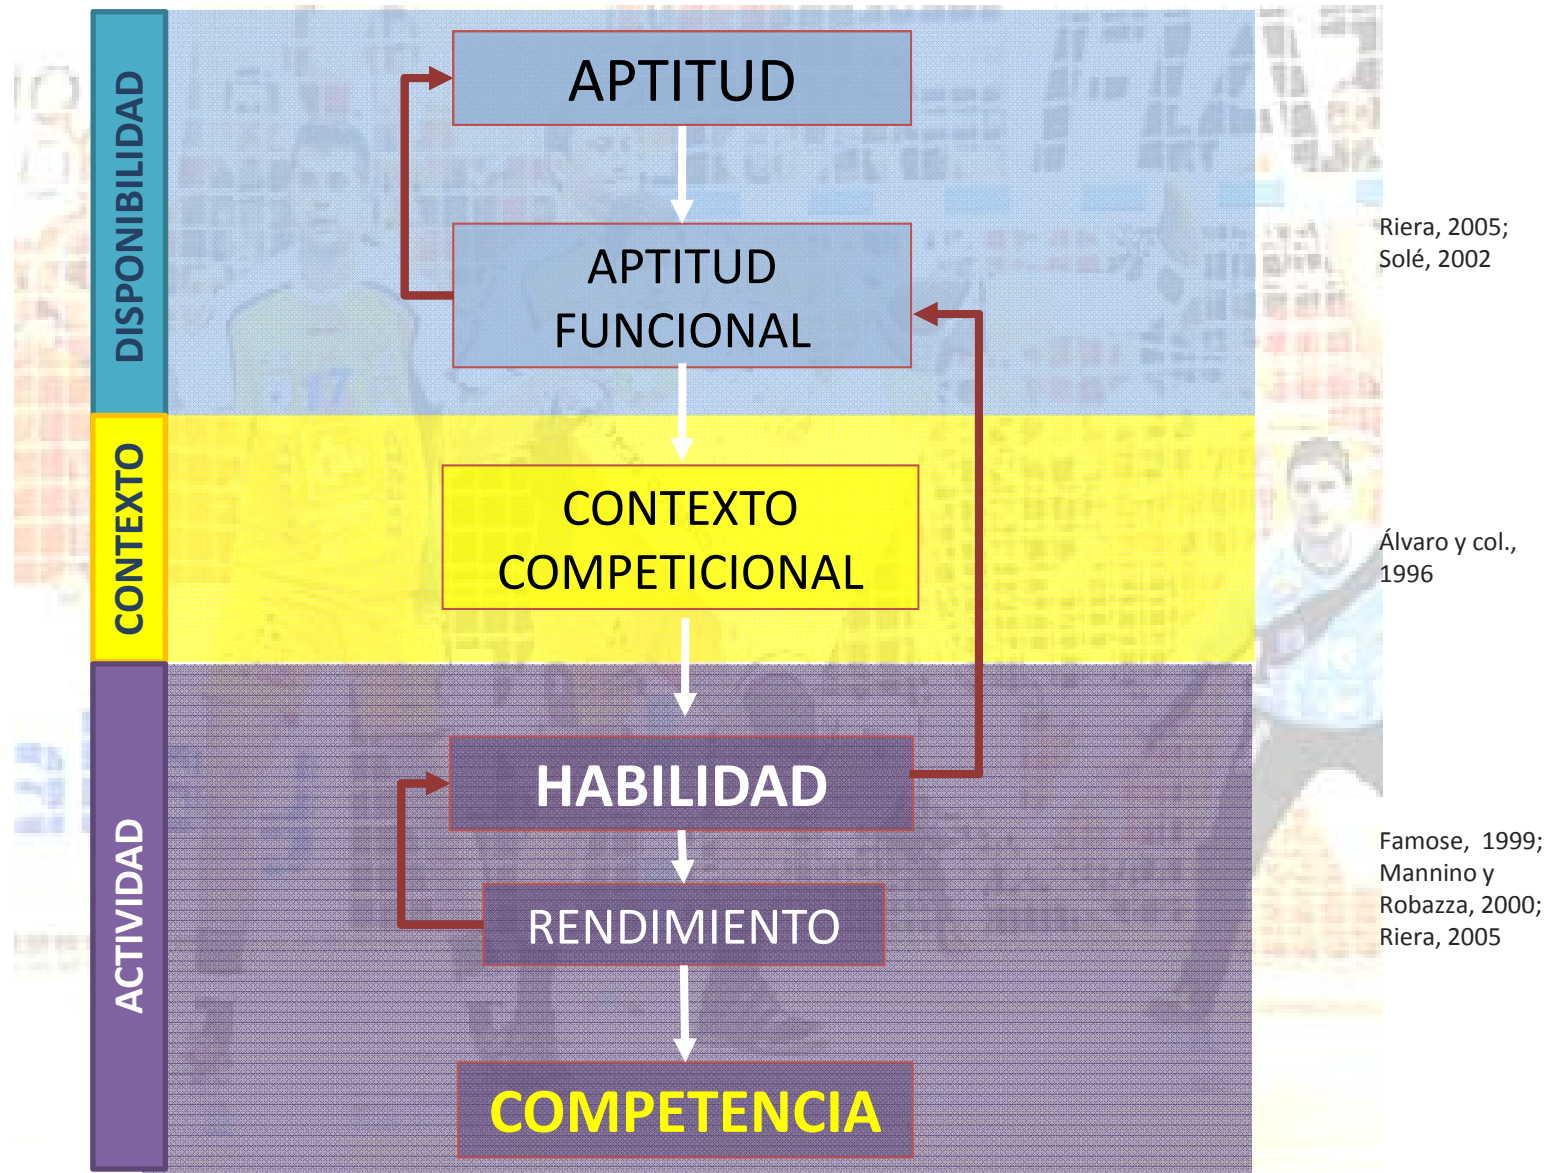 DISPONIBILIDAD
APTITUD
APTITUD
FUNCIONAL
Riera, 2005;
Solé, 2002
CONTEXTO
CONTEXTO
COMPETICIONAL
Álvaro y col.,
1996
ACTIVIDAD
HABILIDAD
RENDIMIENTO
COMPETENCIA
Famose, 1999;
Mannino y
Robazza, 2000;
Riera, 2005
17